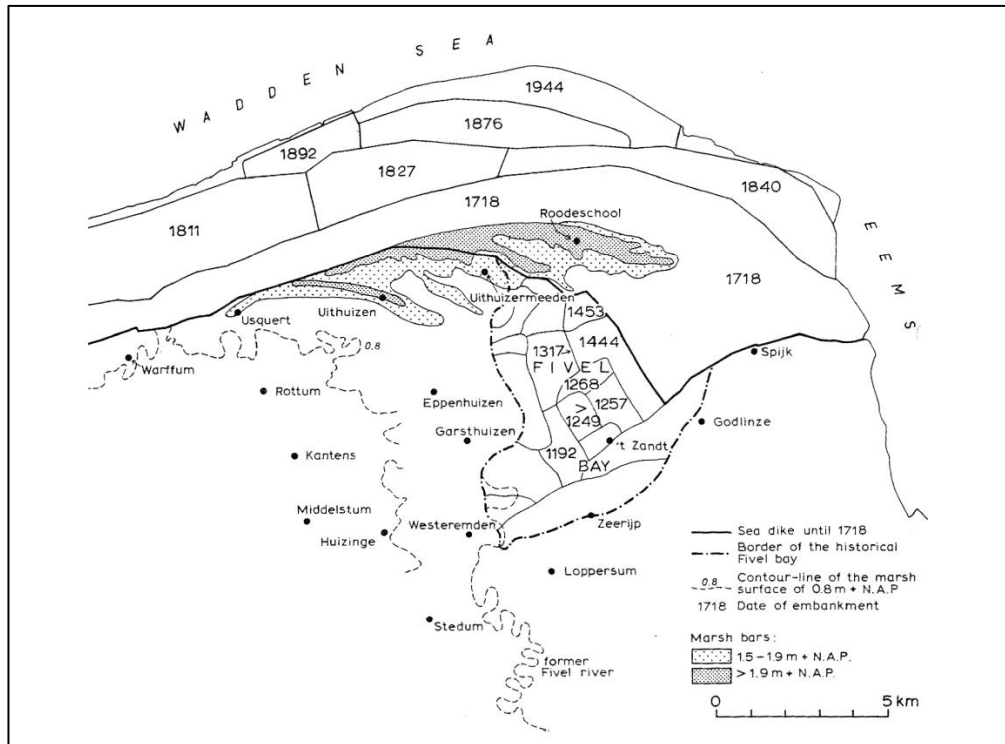 WADDEN SEA
1944
1876
1892
1827
1840
1718
1811
Roodeschool
EEMS
1718
Uithuizermeeden
Uithuizen
1453
Usquert
0.8
1317
1444
Spijk
Warffum
FIVEL
1268
Rottum
Eppenhuizen
1257
>
1249
Godlinze
Garsthuizen
't Zandt
1192
Kantens
BAY
Middelstum
Zeerijp
Westeremden
Huizinge
Loppersum
Stedum
former
Fivel river
Sea dike until 1718
Border of the historical
Fivel bay
0.8 Contour-line of the marsh
surface of 0.8 m + N.A.P
1718 Date of embankment
Marsh bars:
1.5-1.9 m + N.A.P.
> 1.9 m + N.A.P.
0 5 km